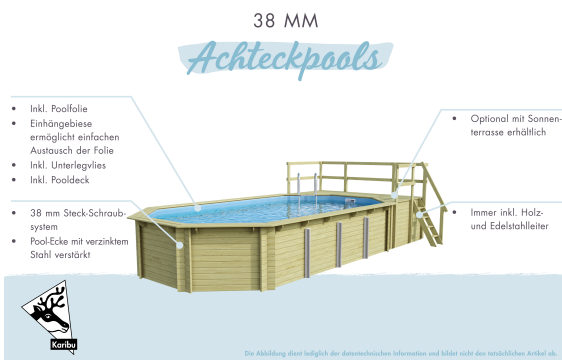 38 MM
Achteckpools
• Inkl. Poolfolie
• Einhängebiese
ermöglicht einfachen
Austausch der Folie
• Inkl. Unterlegvlies
• Inkl. Pooldeck
• 38 mm Steck-Schraub-
system
• Pool-Ecke mit verzinktem
Stahl verstärkt
• Optional mit Sonnen-
terrasse erhältlich
• Immer inkl. Holz-
und Edelstahlleiter
Karibu
Die Abbildung dient lediglich der datentechnischen Information und bildet nicht den tatsächlichen Artikel ab.